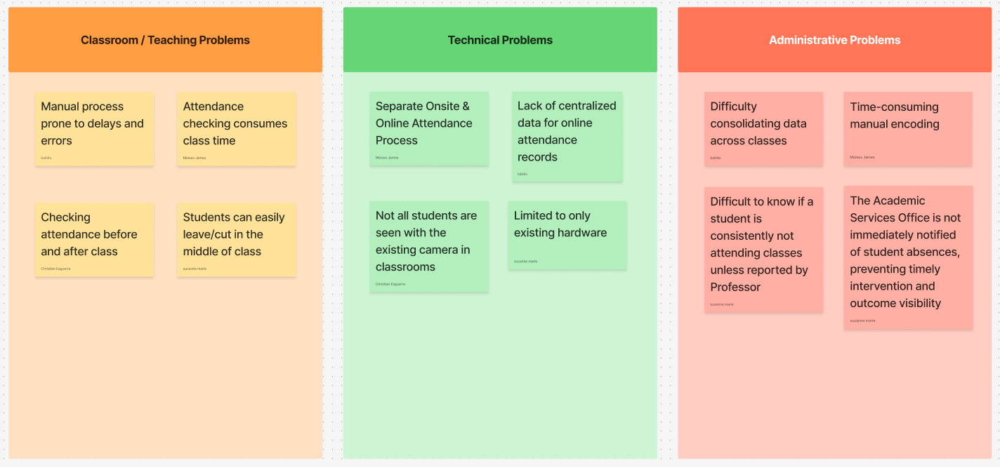 Classroom / Teaching Problems
Manual process
prone to delays and
errors
balidio
Attendance
checking consumes
class time
Moises James
Checking
attendance before
and after class
Christian Esguerra
Students can easily
leave/cut in the
middle of class
suzanne marie
Technical Problems
Separate Onsite &
Online Attendance
Process
Moises James
Lack of centralized
data for online
attendance
records
balidio
Not all students are
seen with the
existing camera in
classrooms
Christian Esguerra
Limited to only
existing hardware
suzanne marie
Administrative Problems
Difficulty
consolidating data
across classes
balidio
Time-consuming
manual encoding
Moises James
Difficult to know if a
student is
consistently not
attending classes
unless reported by
Professor
suzanne marie
The Academic
Services Office is not
immediately notified
of student absences,
preventing timely
intervention and
outcome visibility
suzanne marie